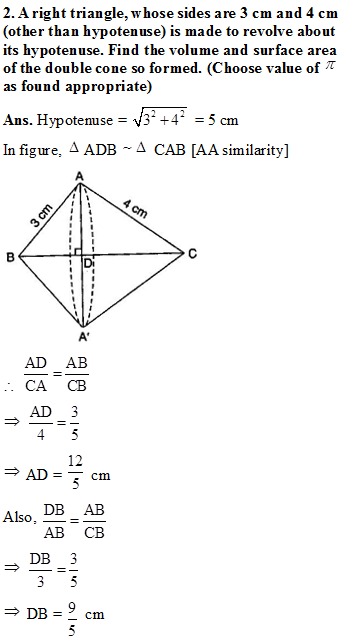 2. A right triangle, whose sides are 3 cm and 4 cm
(other than hypotenuse) is made to revolve about
its hypotenuse. Find the volume and surface area
of the double cone so formed. (Choose value of π
as found appropriate)
Ans. Hypotenuse = √(3² + 4²) = 5 cm
In figure, Δ ADB ~ Δ CAB [AA similarity]
A
3 cm
4 cm
B
D
C
A'
∴ AD/CA = AB/CB
⇒ AD/4 = 3/5
⇒ AD = 12/5 cm
Also, DB/AB = AB/CB
⇒ DB/3 = 3/5
⇒ DB = 9/5 cm